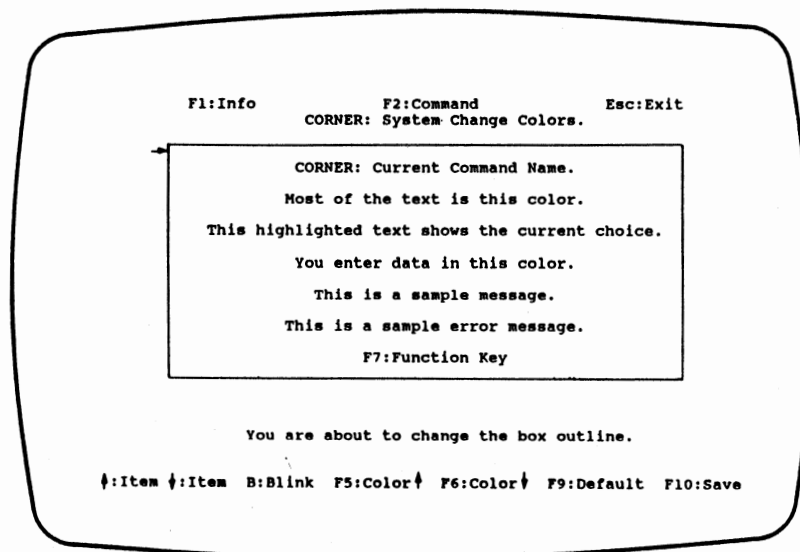 F1:Info F2:Command Esc:Exit
CORNER: System Change Colors.
CORNER: Current Command Name.
Most of the text is this color.
This highlighted text shows the current choice.
You enter data in this color.
This is a sample message.
This is a sample error message.
F7:Function Key
You are about to change the box outline.
↑:Item ↓:Item B:Blink F5:Color↑ F6:Color↓ F9:Default F10:Save